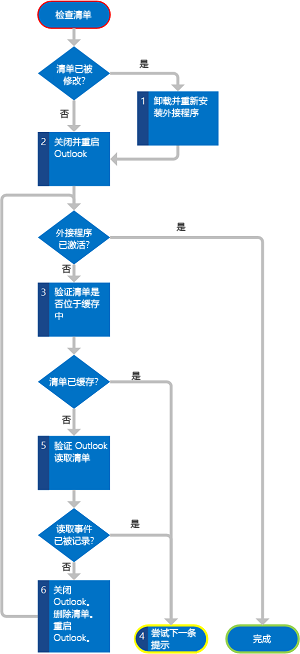 检查清单
清单已被
修改?
是
否
1
卸载并重新安
装外接程序
2
关闭并重启
Outlook
外接程序
已激活?
是
否
3
验证清单是
否位于缓存
中
清单已缓存?
是
否
5
验证 Outlook
读取清单
读取事件
已被记录?
是
否
6
关闭
Outlook。
删除清单。
重启
Outlook。
4
尝试下一条
提示
完成